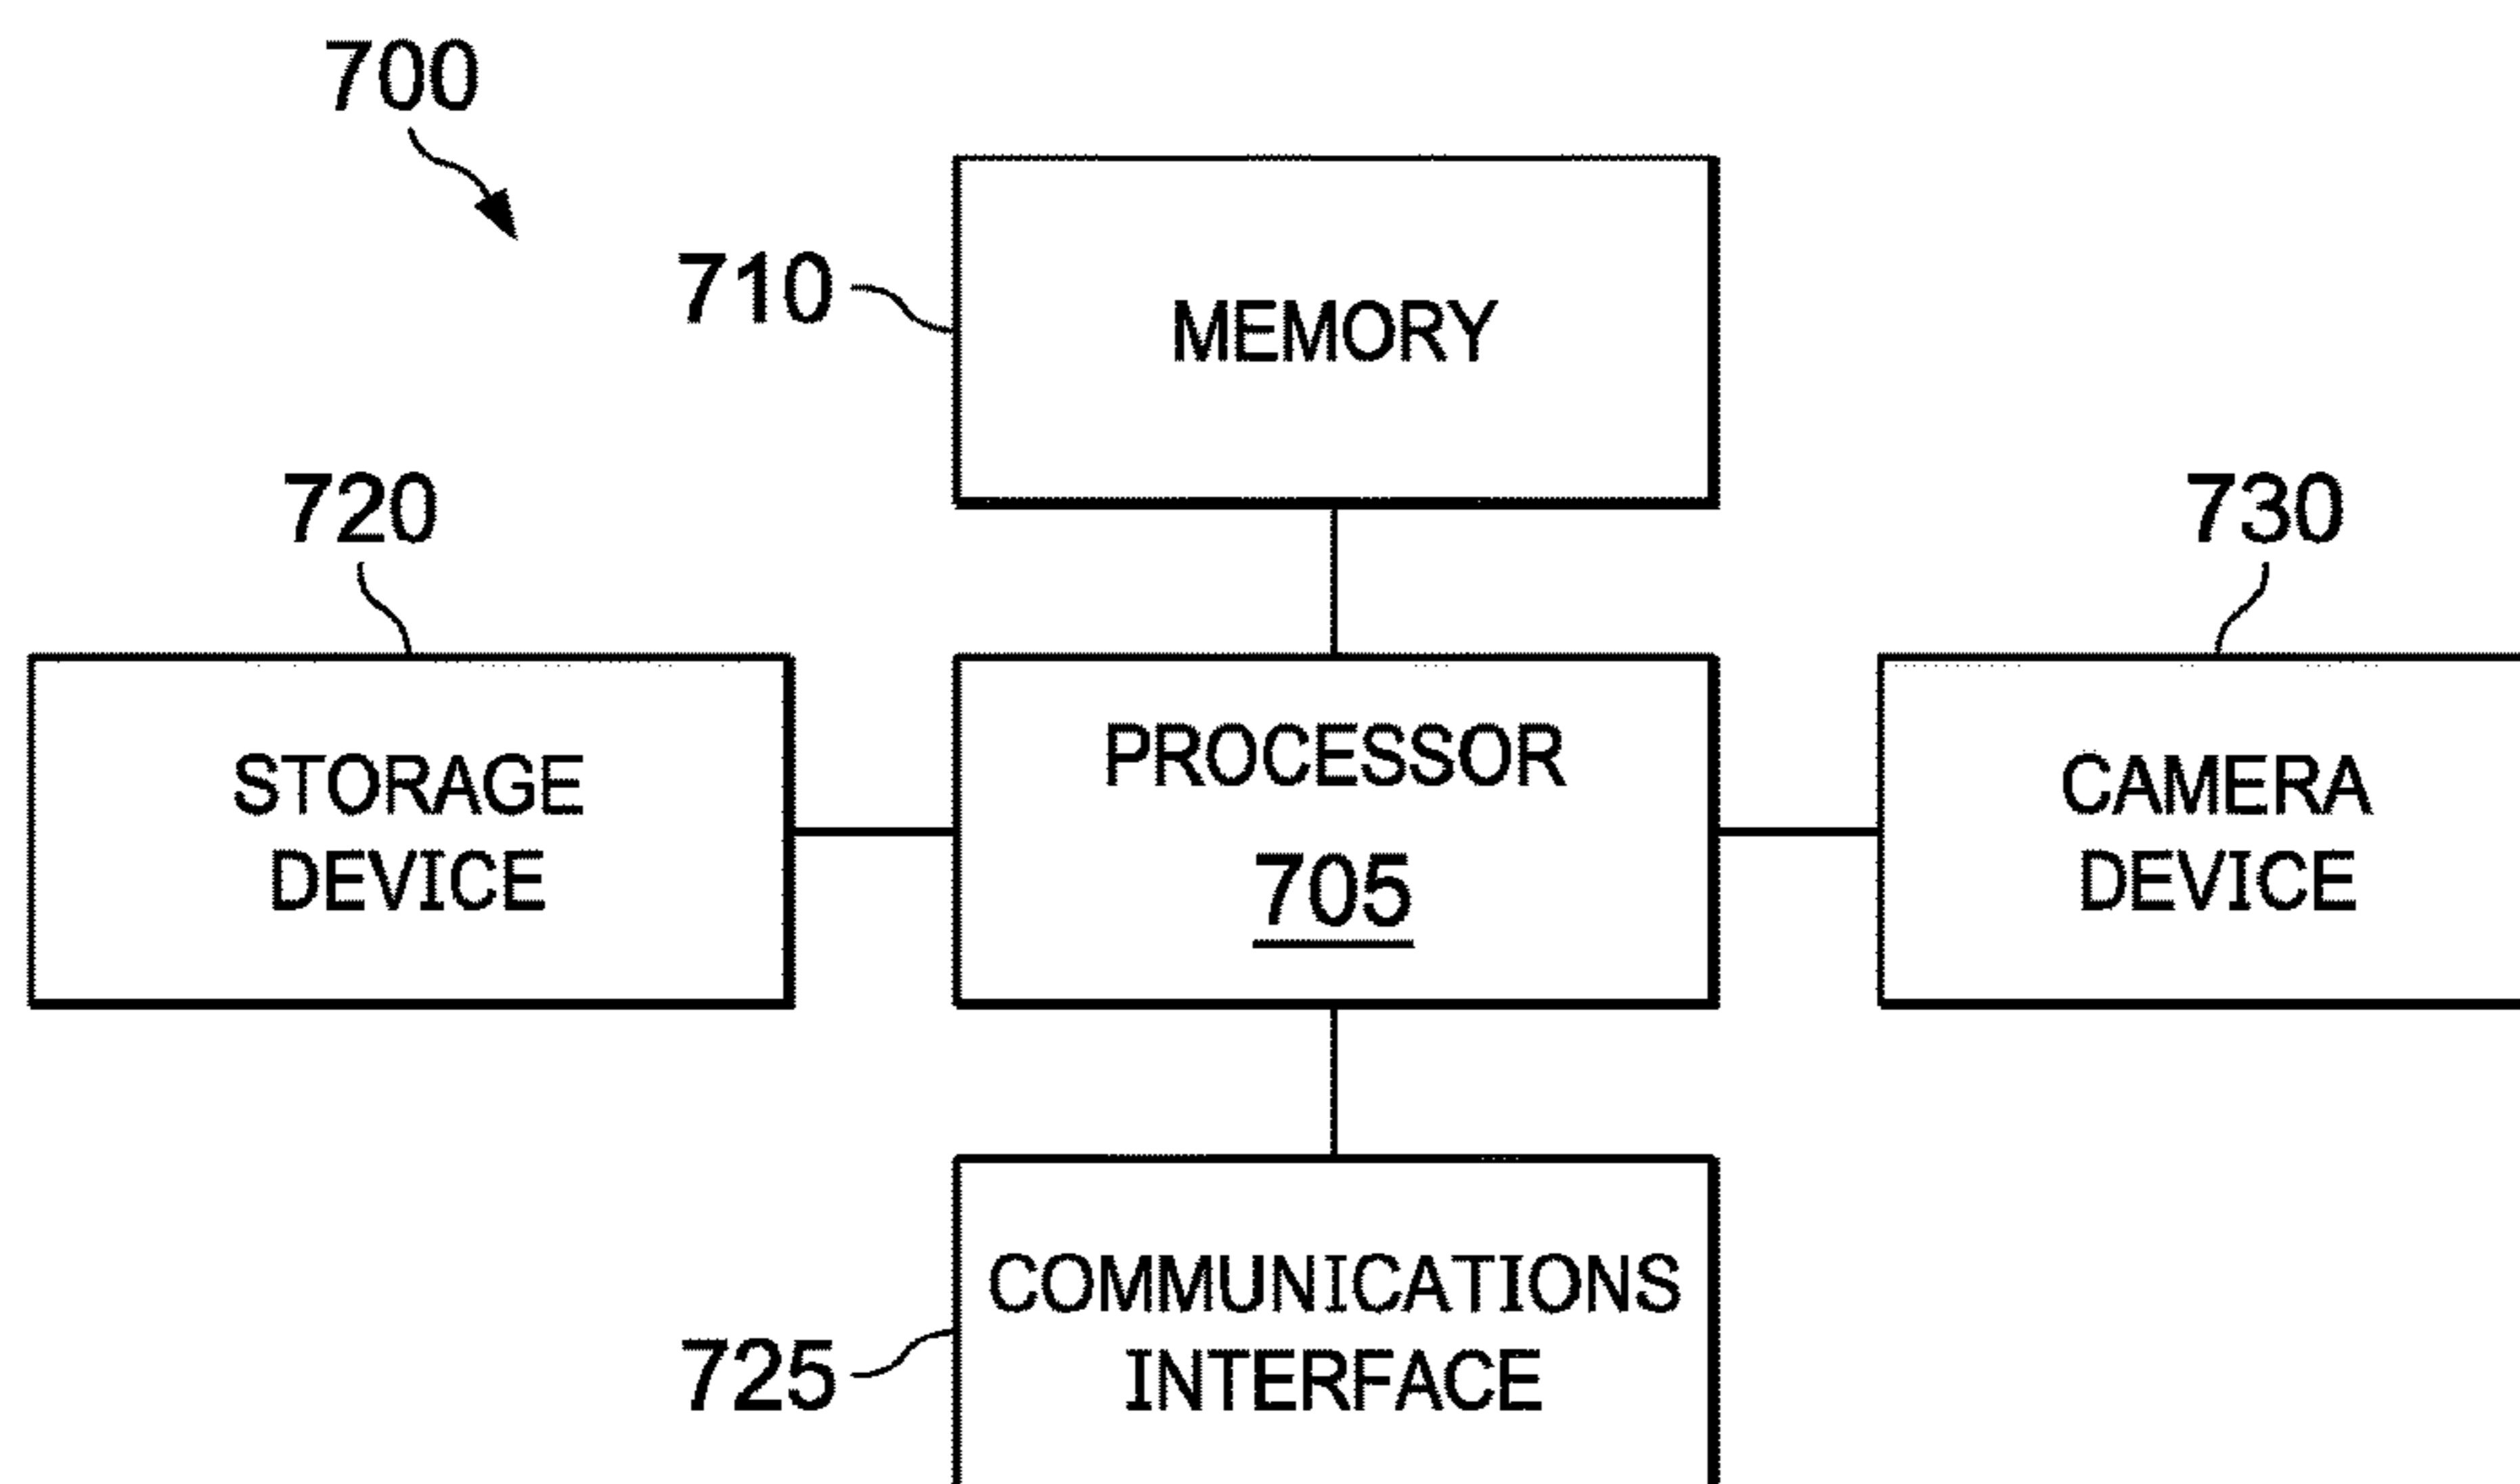 700
710
MEMORY
720
730
STORAGE
DEVICE
PROCESSOR
705
CAMERA
DEVICE
COMMUNICATIONS
INTERFACE
725